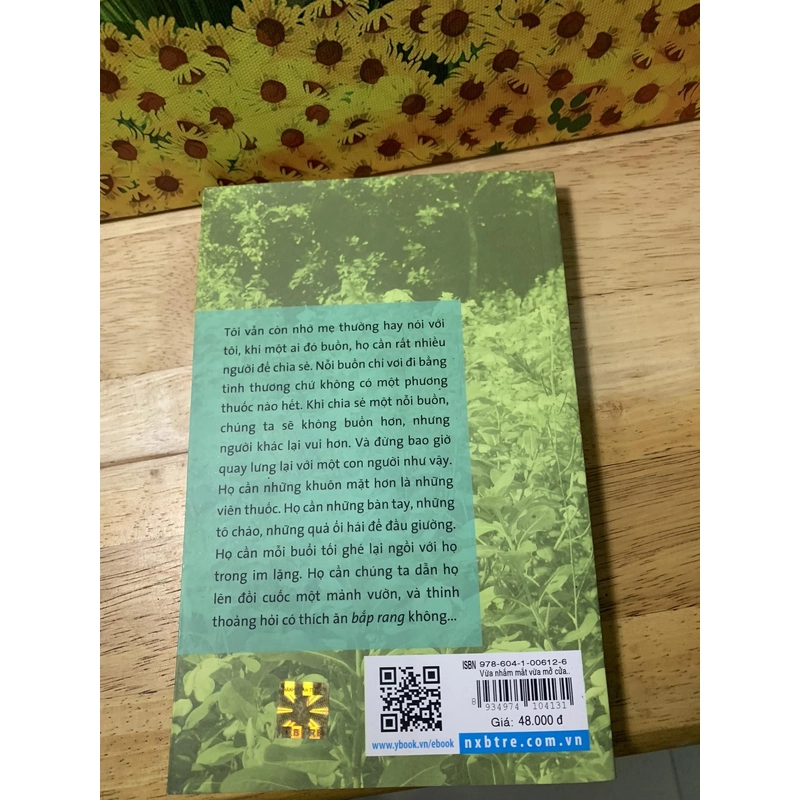 Tôi vẫn còn nhớ mẹ thường hay nói với
tôi, khi một ai đó buồn, họ cần rất nhiều
người để chia sẻ. Nỗi buồn chỉ vơi đi bằng
tình thương chứ không có một phương
thuốc nào hết. Khi chia sẻ một nỗi buồn,
chúng ta sẽ không buồn hơn, nhưng
người khác lại vui hơn. Và đừng bao giờ
quay lưng lại với một con người như vậy.
Họ cần những khuôn mặt hơn là những
viên thuốc. Họ cần những bàn tay, những
tô cháo, những quả ổi hái để đầu giường.
Họ cần mỗi buổi tối ghé lại ngồi với họ
trong im lặng. Họ cần chúng ta dẫn họ
lên đồi cuốc một mảnh vườn, và thỉnh
thoảng hỏi có thích ăn bắp rang không...
ISBN 978-604-1-00612-6
Vừa nhắm mắt vừa mở cửa..
8 934974 104131
Giá: 48.000 đ
www.ybook.vn/ebook
nxbtre.com.vn